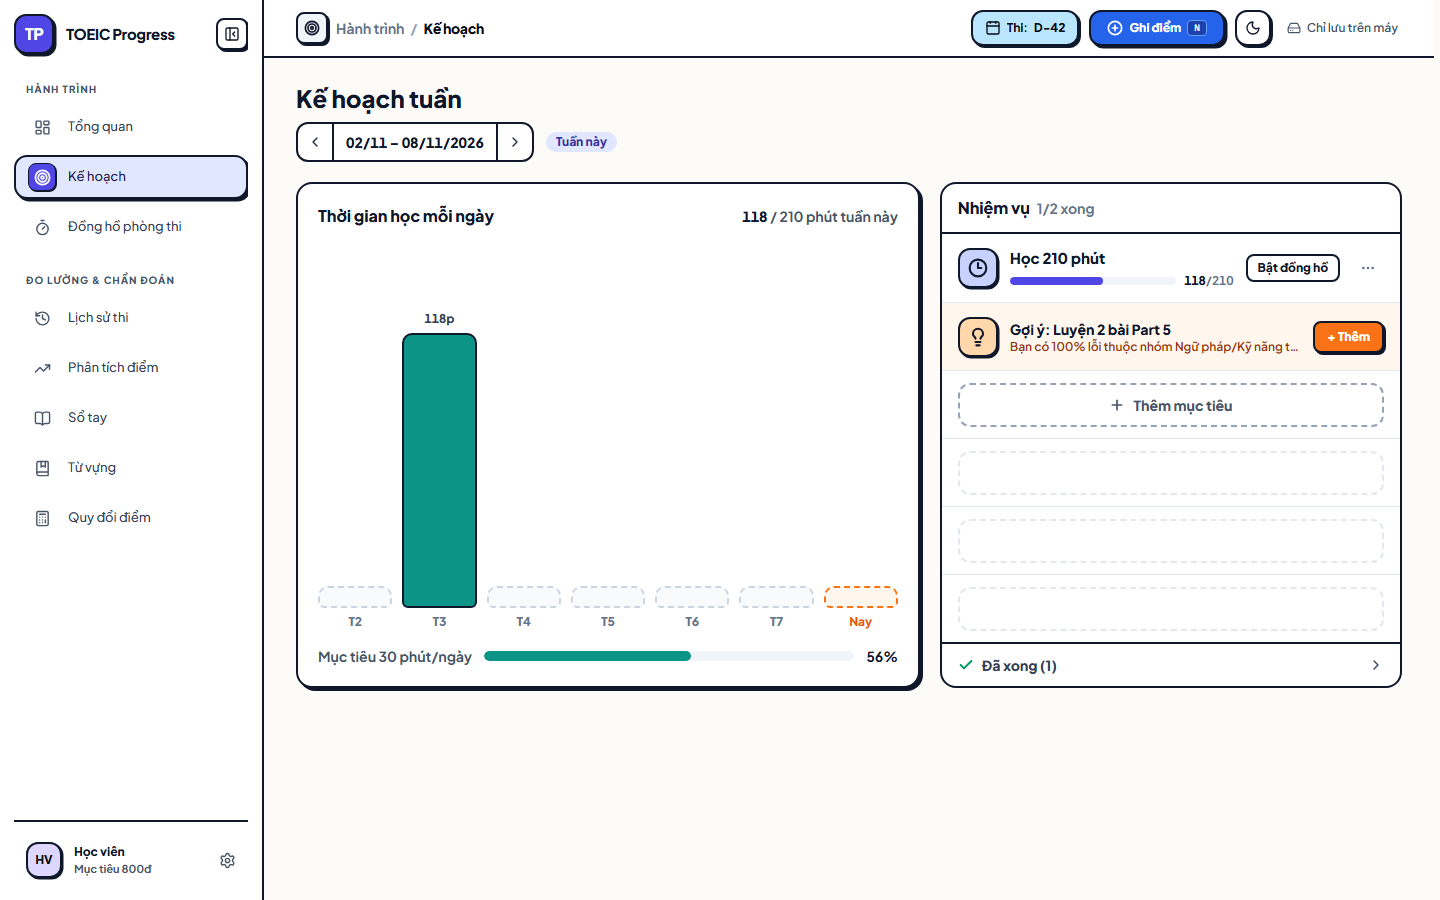 TP TOEIC Progress
HÀNH TRÌNH
Tổng quan
Kế hoạch
Đồng hồ phòng thi
ĐO LƯỜNG & CHẨN ĐOÁN
Lịch sử thi
Phân tích điểm
Sổ tay
Từ vựng
Quy đổi điểm
HV Học viên
Mục tiêu 800đ
Hành trình / Kế hoạch
Thi: D-42
Ghi điểm N
Chỉ lưu trên máy
Kế hoạch tuần
02/11 – 08/11/2026
Tuần này
Thời gian học mỗi ngày
118 / 210 phút tuần này
118p
T2 T3 T4 T5 T6 T7 Nay
Mục tiêu 30 phút/ngày 56%
Nhiệm vụ 1/2 xong
Học 210 phút
118/210
Bật đồng hồ
Gợi ý: Luyện 2 bài Part 5
Bạn có 100% lỗi thuộc nhóm Ngữ pháp/Kỹ năng t...
+ Thêm
+ Thêm mục tiêu
Đã xong (1)